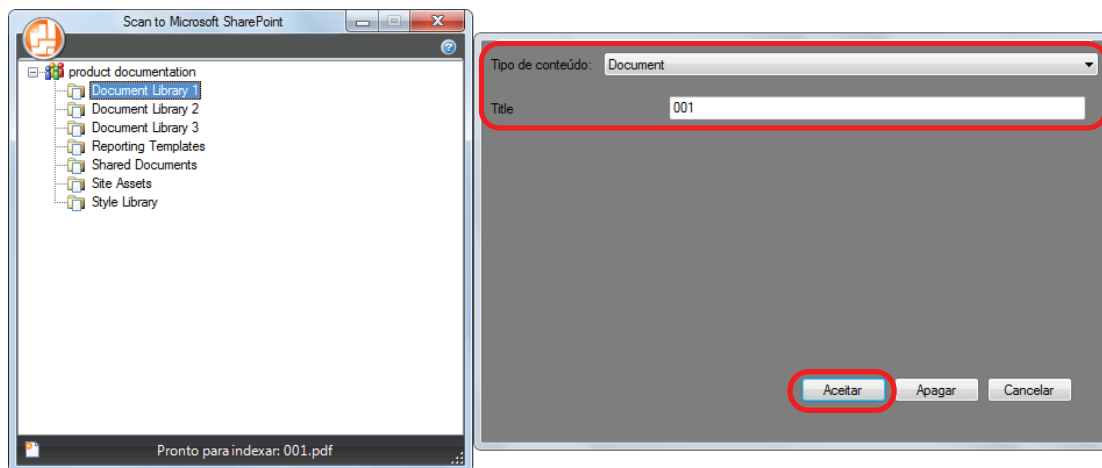 Scan to Microsoft SharePoint
product documentation
Document Library 1
Document Library 2
Document Library 3
Reporting Templates
Shared Documents
Site Assets
Style Library
Pronto para indexar: 001.pdf
Tipo de conteúdo: Document
Title 001
Aceitar Apagar Cancelar